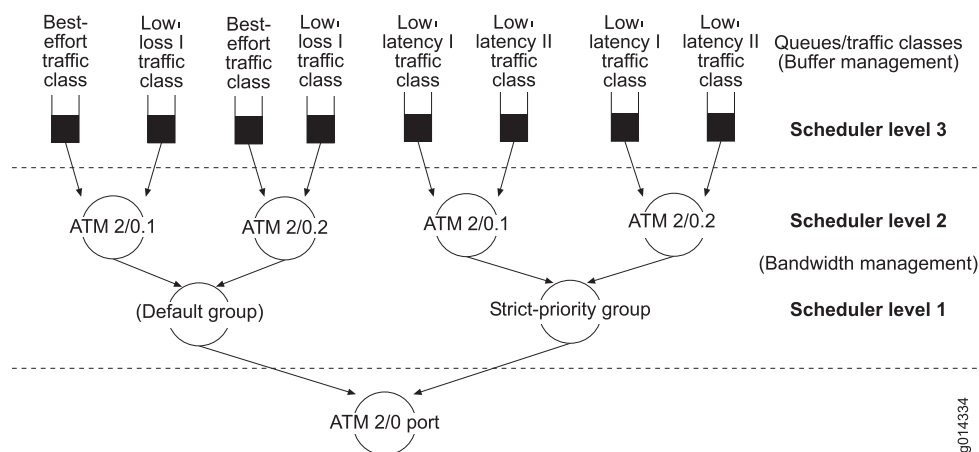 Best-
effort
traffic
class
Low-
loss I
traffic
class
Best-
effort
traffic
class
Low-
loss I
traffic
class
Low-
latency I
traffic
class
Low-
latency II
traffic
class
Low-
latency I
traffic
class
Low-
latency II
traffic
class
Queues/traffic classes
(Buffer management)
Scheduler level 3
ATM 2/0.1
ATM 2/0.2
ATM 2/0.1
ATM 2/0.2
Scheduler level 2
(Bandwidth management)
(Default group)
Strict-priority group
Scheduler level 1
ATM 2/0 port
g014334